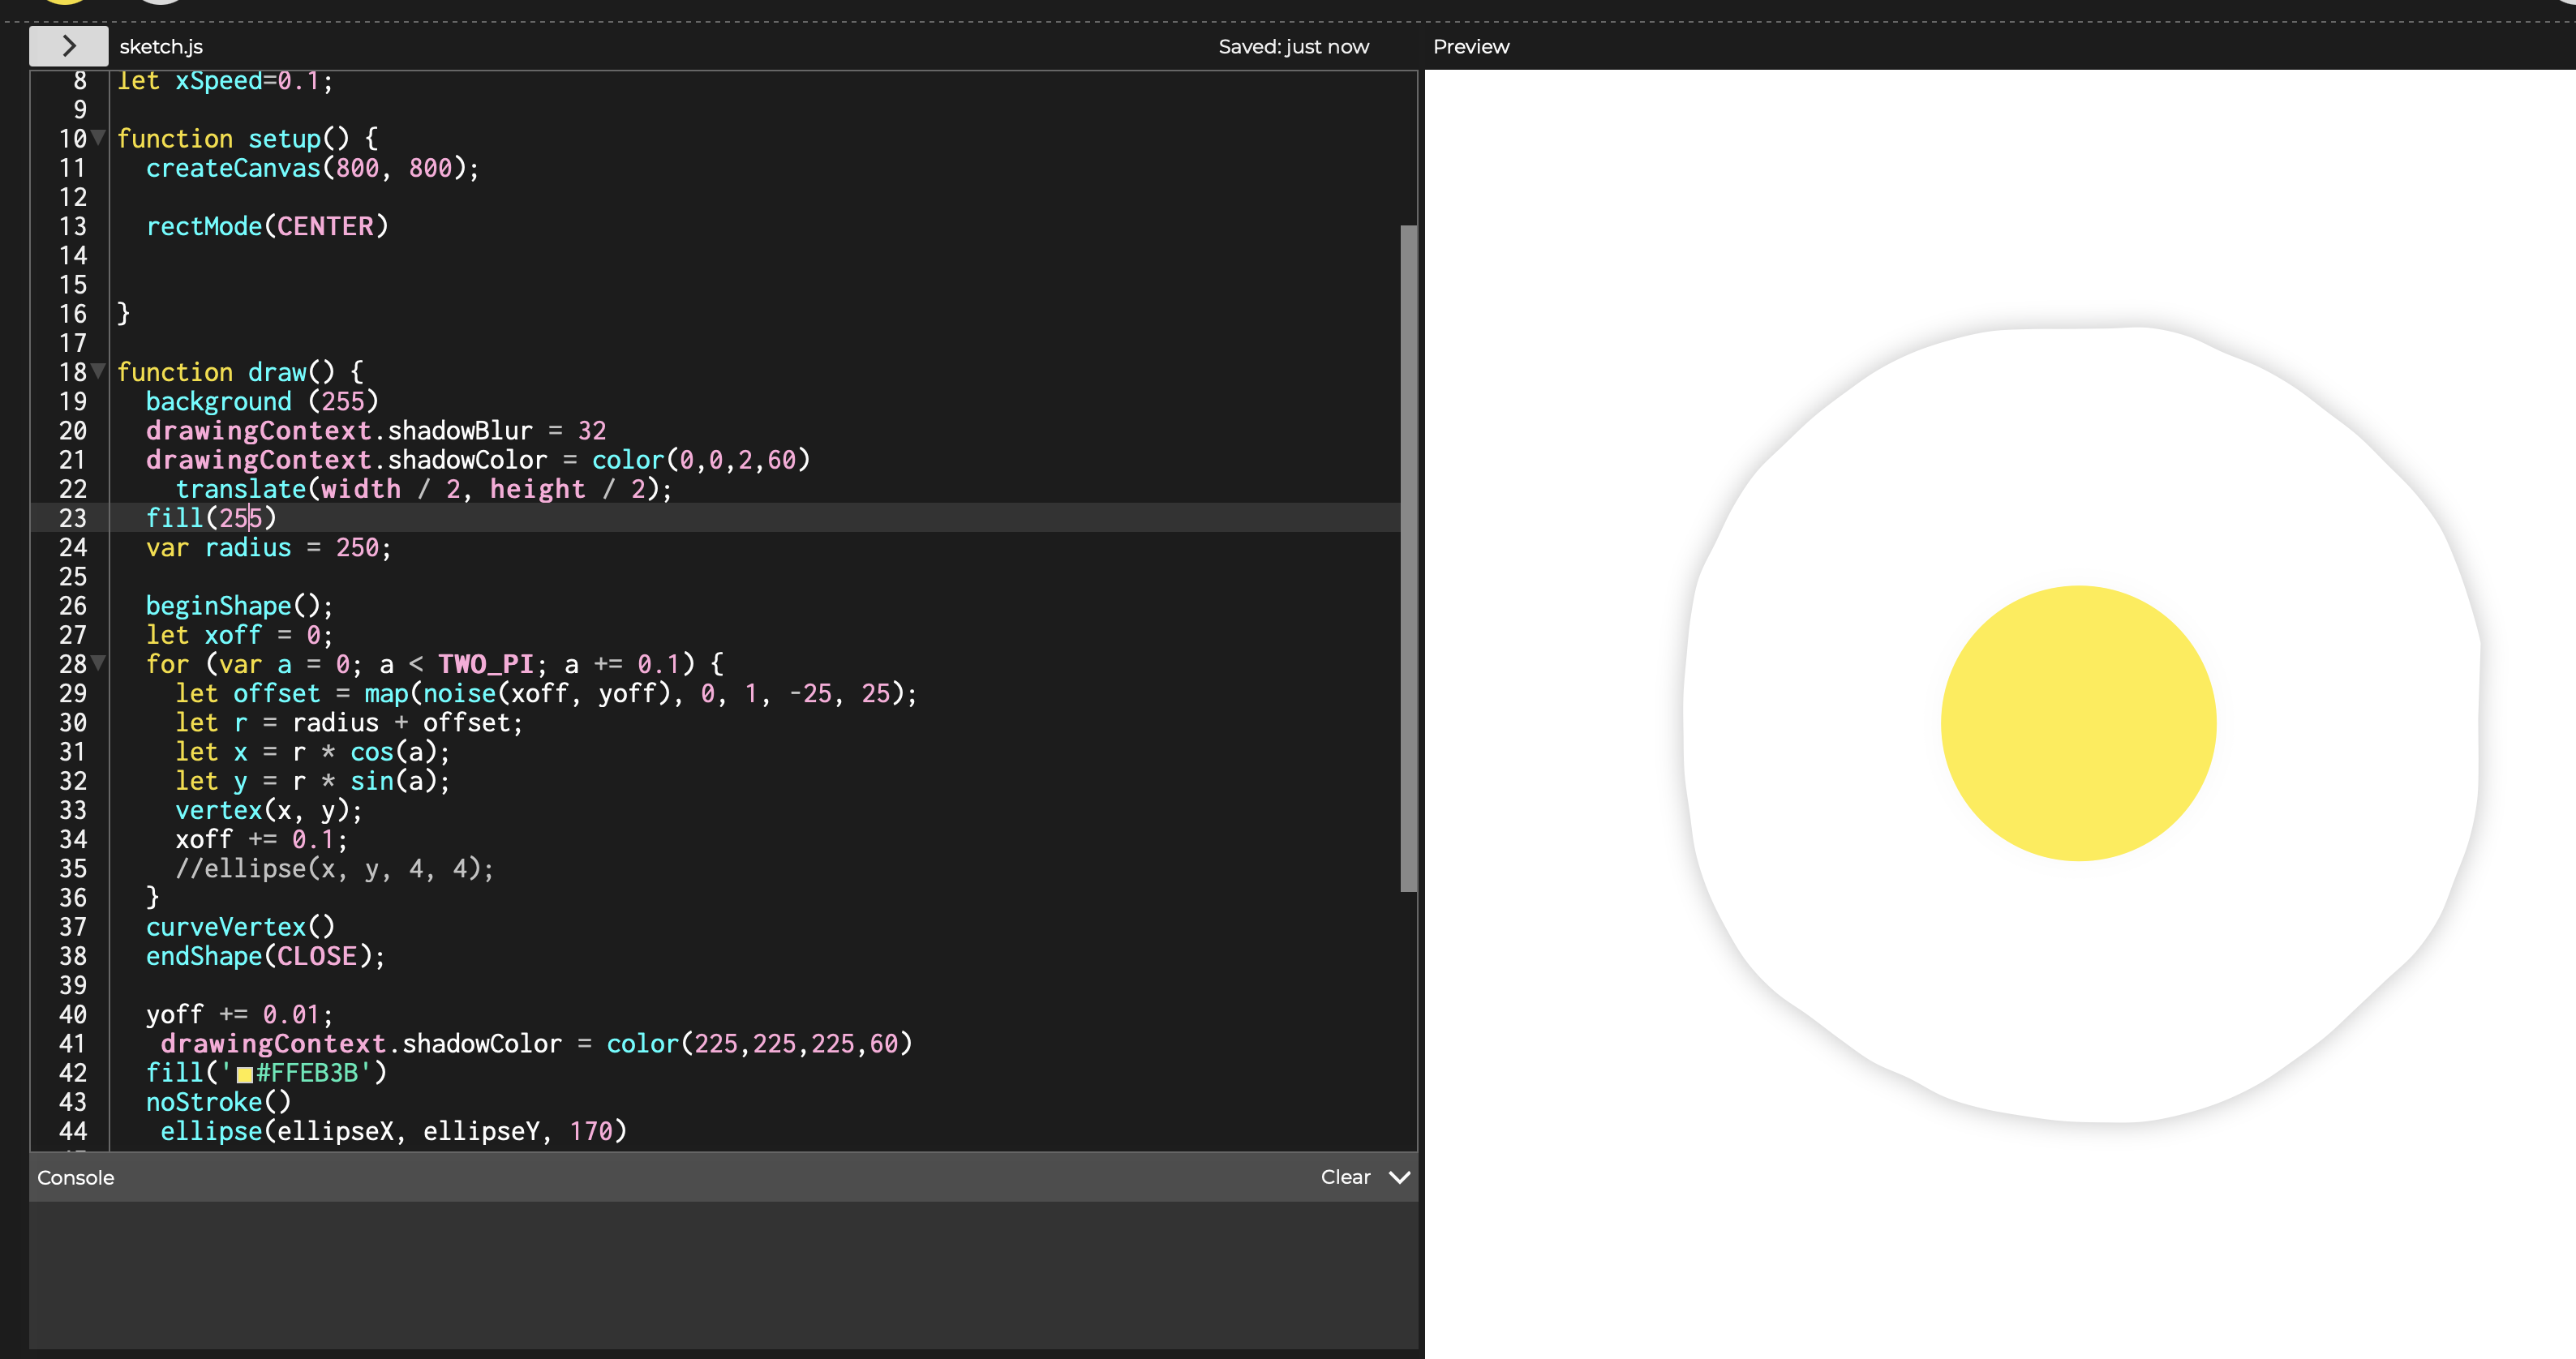 sketch.js Saved: just now Preview
8 let xSpeed=0.1;
9
10 function setup() {
11 createCanvas(800, 800);
12
13 rectMode(CENTER)
14
15
16 }
17
18 function draw() {
19 background (255)
20 drawingContext.shadowBlur = 32
21 drawingContext.shadowColor = color(0,0,2,60)
22 translate(width / 2, height / 2);
23 fill(255)
24 var radius = 250;
25
26 beginShape();
27 let xoff = 0;
28 for (var a = 0; a < TWO_PI; a += 0.1) {
29 let offset = map(noise(xoff, yoff), 0, 1, -25, 25);
30 let r = radius + offset;
31 let x = r * cos(a);
32 let y = r * sin(a);
33 vertex(x, y);
34 xoff += 0.1;
35 //ellipse(x, y, 4, 4);
36 }
37 curveVertex()
38 endShape(CLOSE);
39
40 yoff += 0.01;
41 drawingContext.shadowColor = color(225,225,225,60)
42 fill('#FFEB3B')
43 noStroke()
44 ellipse(ellipseX, ellipseY, 170)
Console Clear